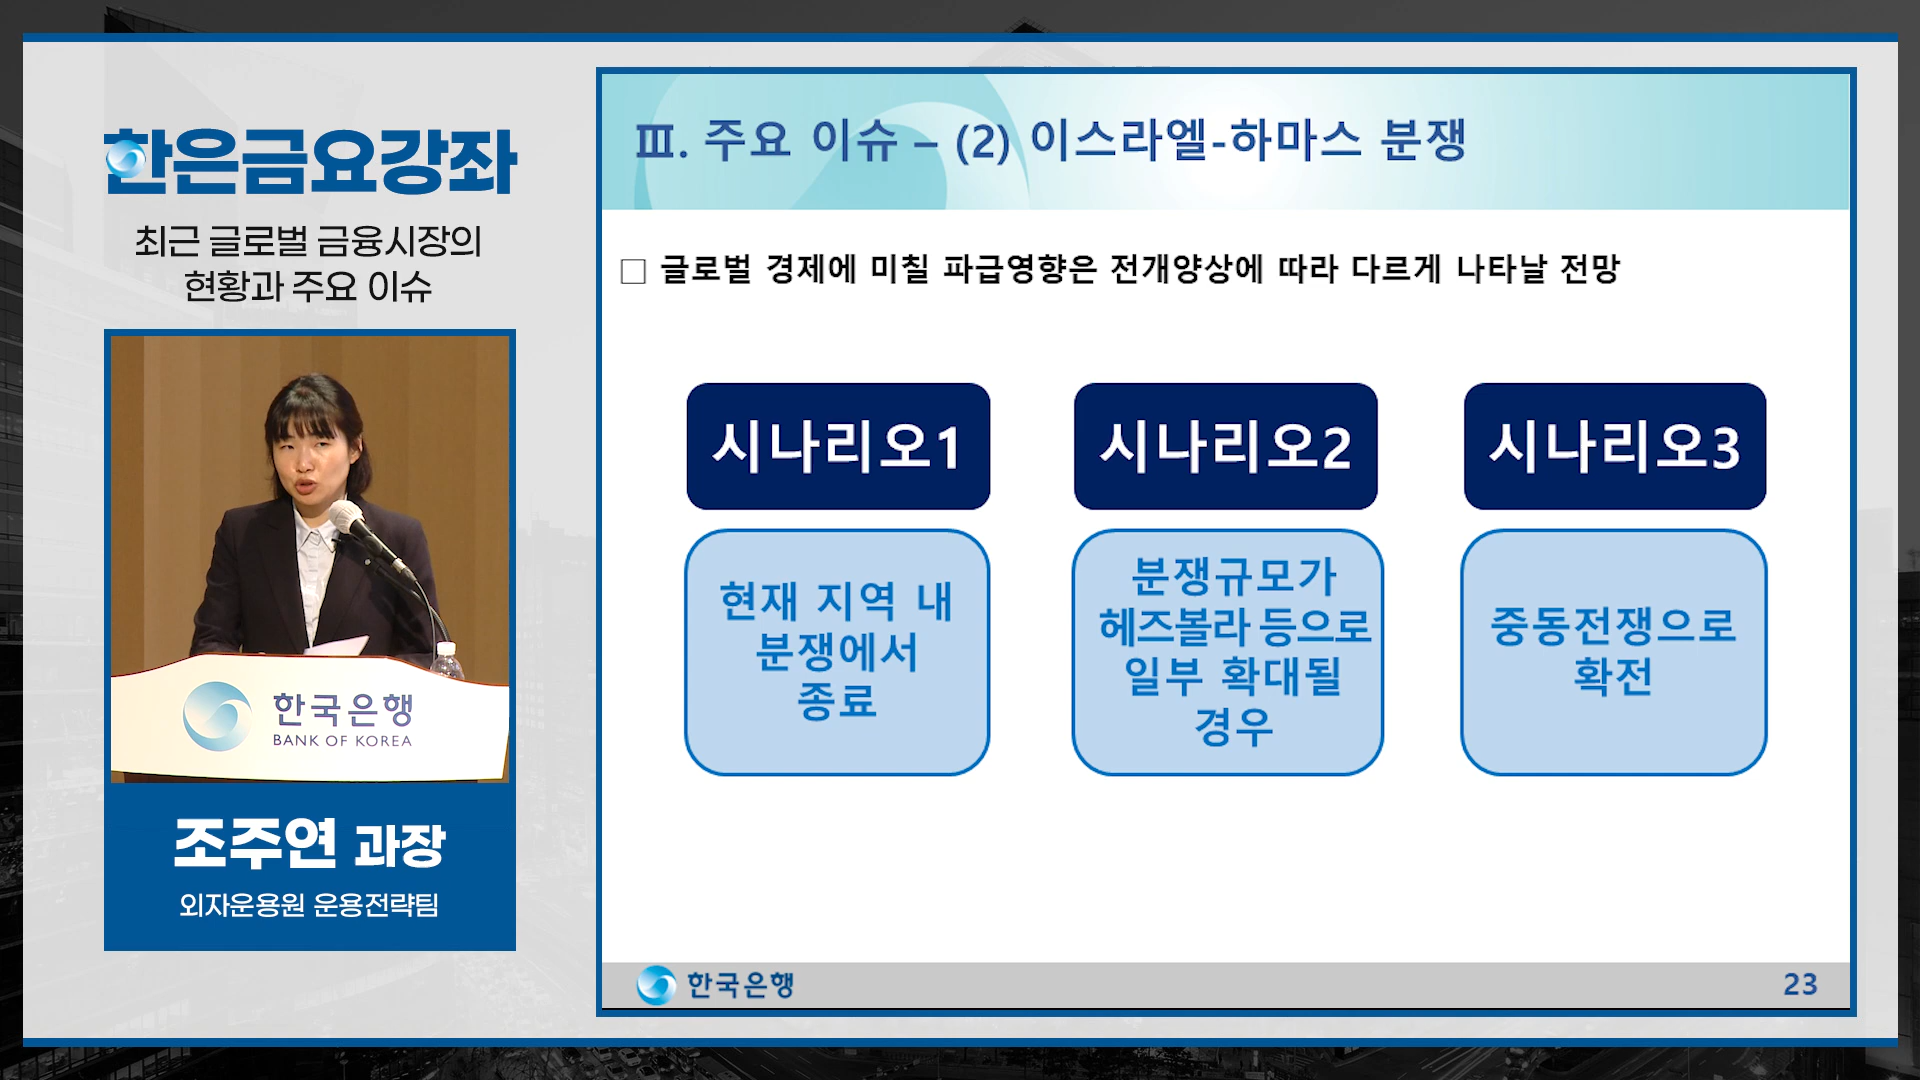 한은금요강좌
최근 글로벌 금융시장의
현황과 주요 이슈
한국은행
BANK OF KOREA
조주연 과장
외자운용원 운용전략팀
Ⅲ. 주요 이슈 – (2) 이스라엘-하마스 분쟁
□ 글로벌 경제에 미칠 파급영향은 전개양상에 따라 다르게 나타날 전망
시나리오1
현재 지역 내
분쟁에서
종료
시나리오2
분쟁규모가
헤즈볼라 등으로
일부 확대될
경우
시나리오3
중동전쟁으로
확전
한국은행
23